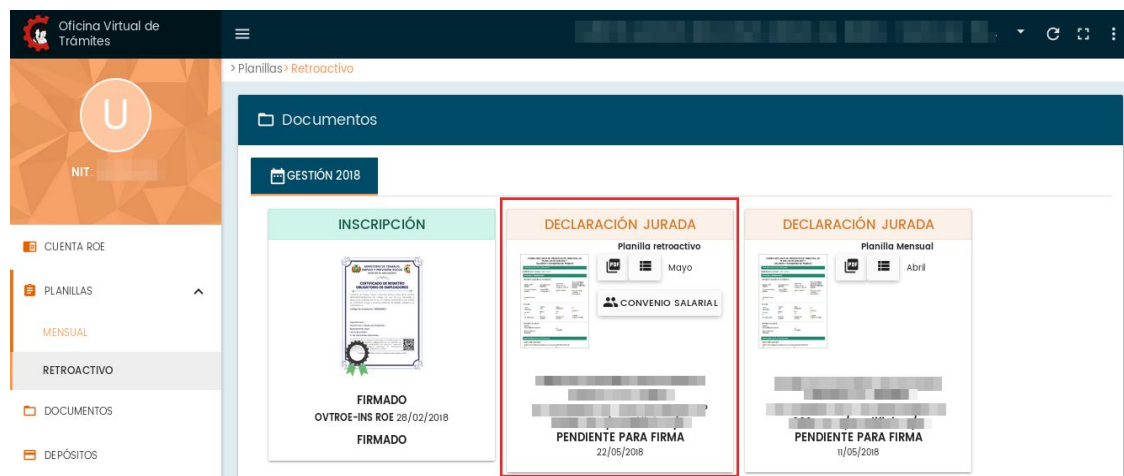 Oficina Virtual de
Trámites
> Planillas> Retroactivo
U
NIT:
Documentos
GESTIÓN 2018
CUENTA ROE
PLANILLAS
MENSUAL
RETROACTIVO
DOCUMENTOS
DEPÓSITOS
INSCRIPCIÓN
FIRMADO
OVTROE-INS ROE 28/02/2018
FIRMADO
DECLARACIÓN JURADA
Planilla retroactivo
PDF
Mayo
CONVENIO SALARIAL
PENDIENTE PARA FIRMA
22/05/2018
DECLARACIÓN JURADA
Planilla Mensual
PDF
Abril
PENDIENTE PARA FIRMA
11/05/2018